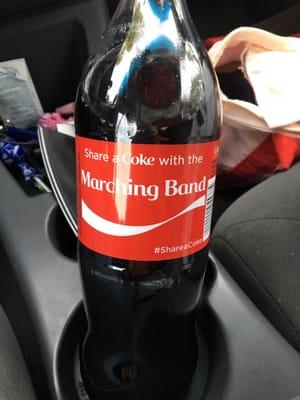 Share a Coke with the
Marching Band
#ShareaCoke